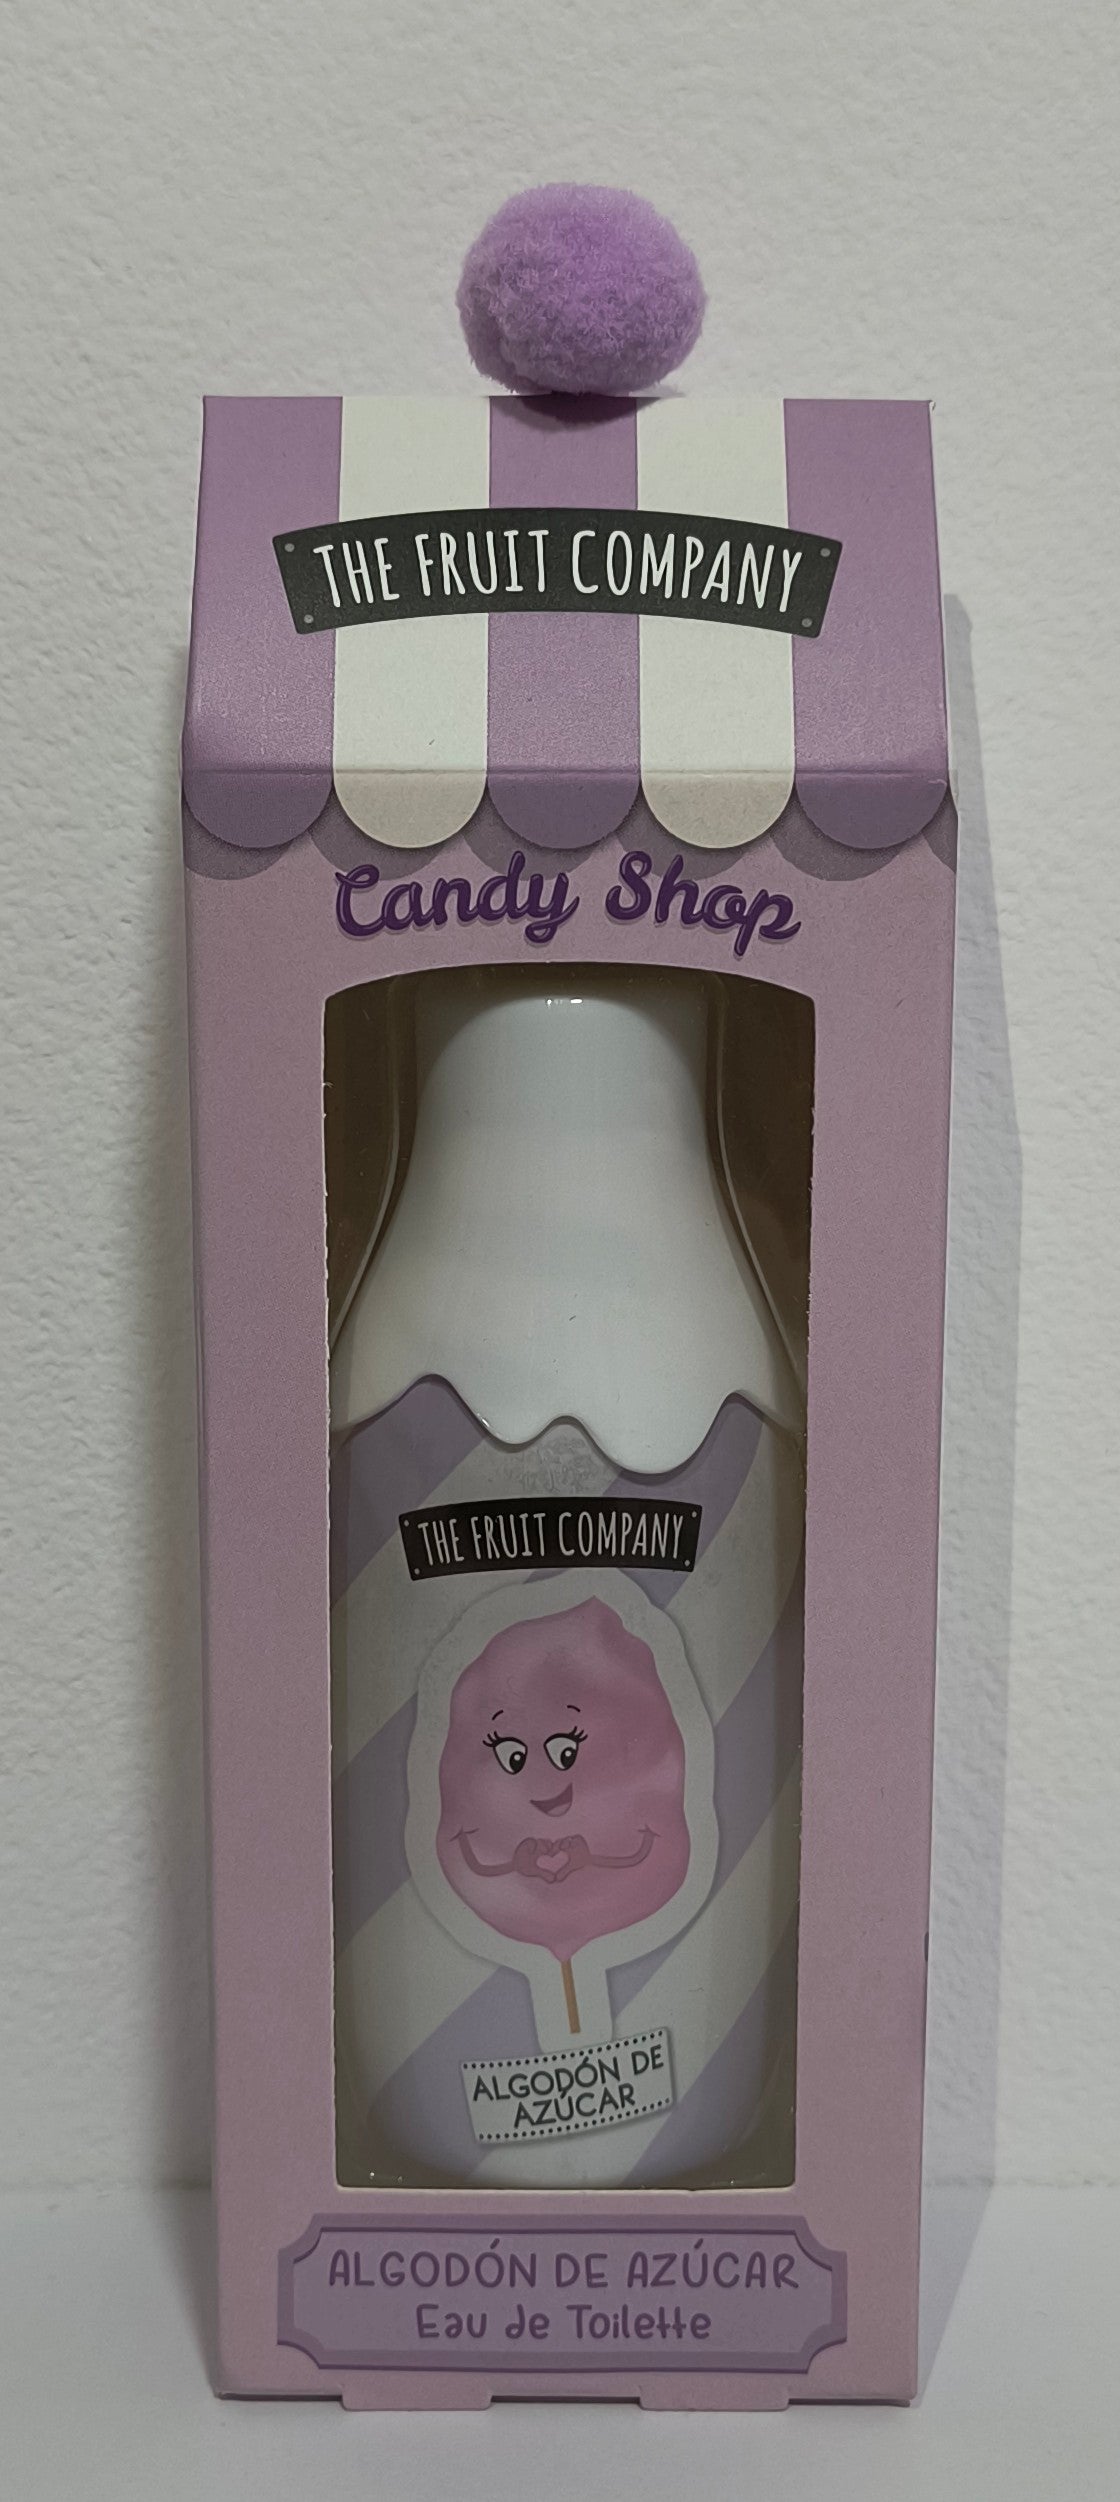 THE FRUIT COMPANY
Candy Shop
THE FRUIT COMPANY
ALGODÓN DE
AZÚCAR
ALGODÓN DE AZÚCAR
Eau de Toilette